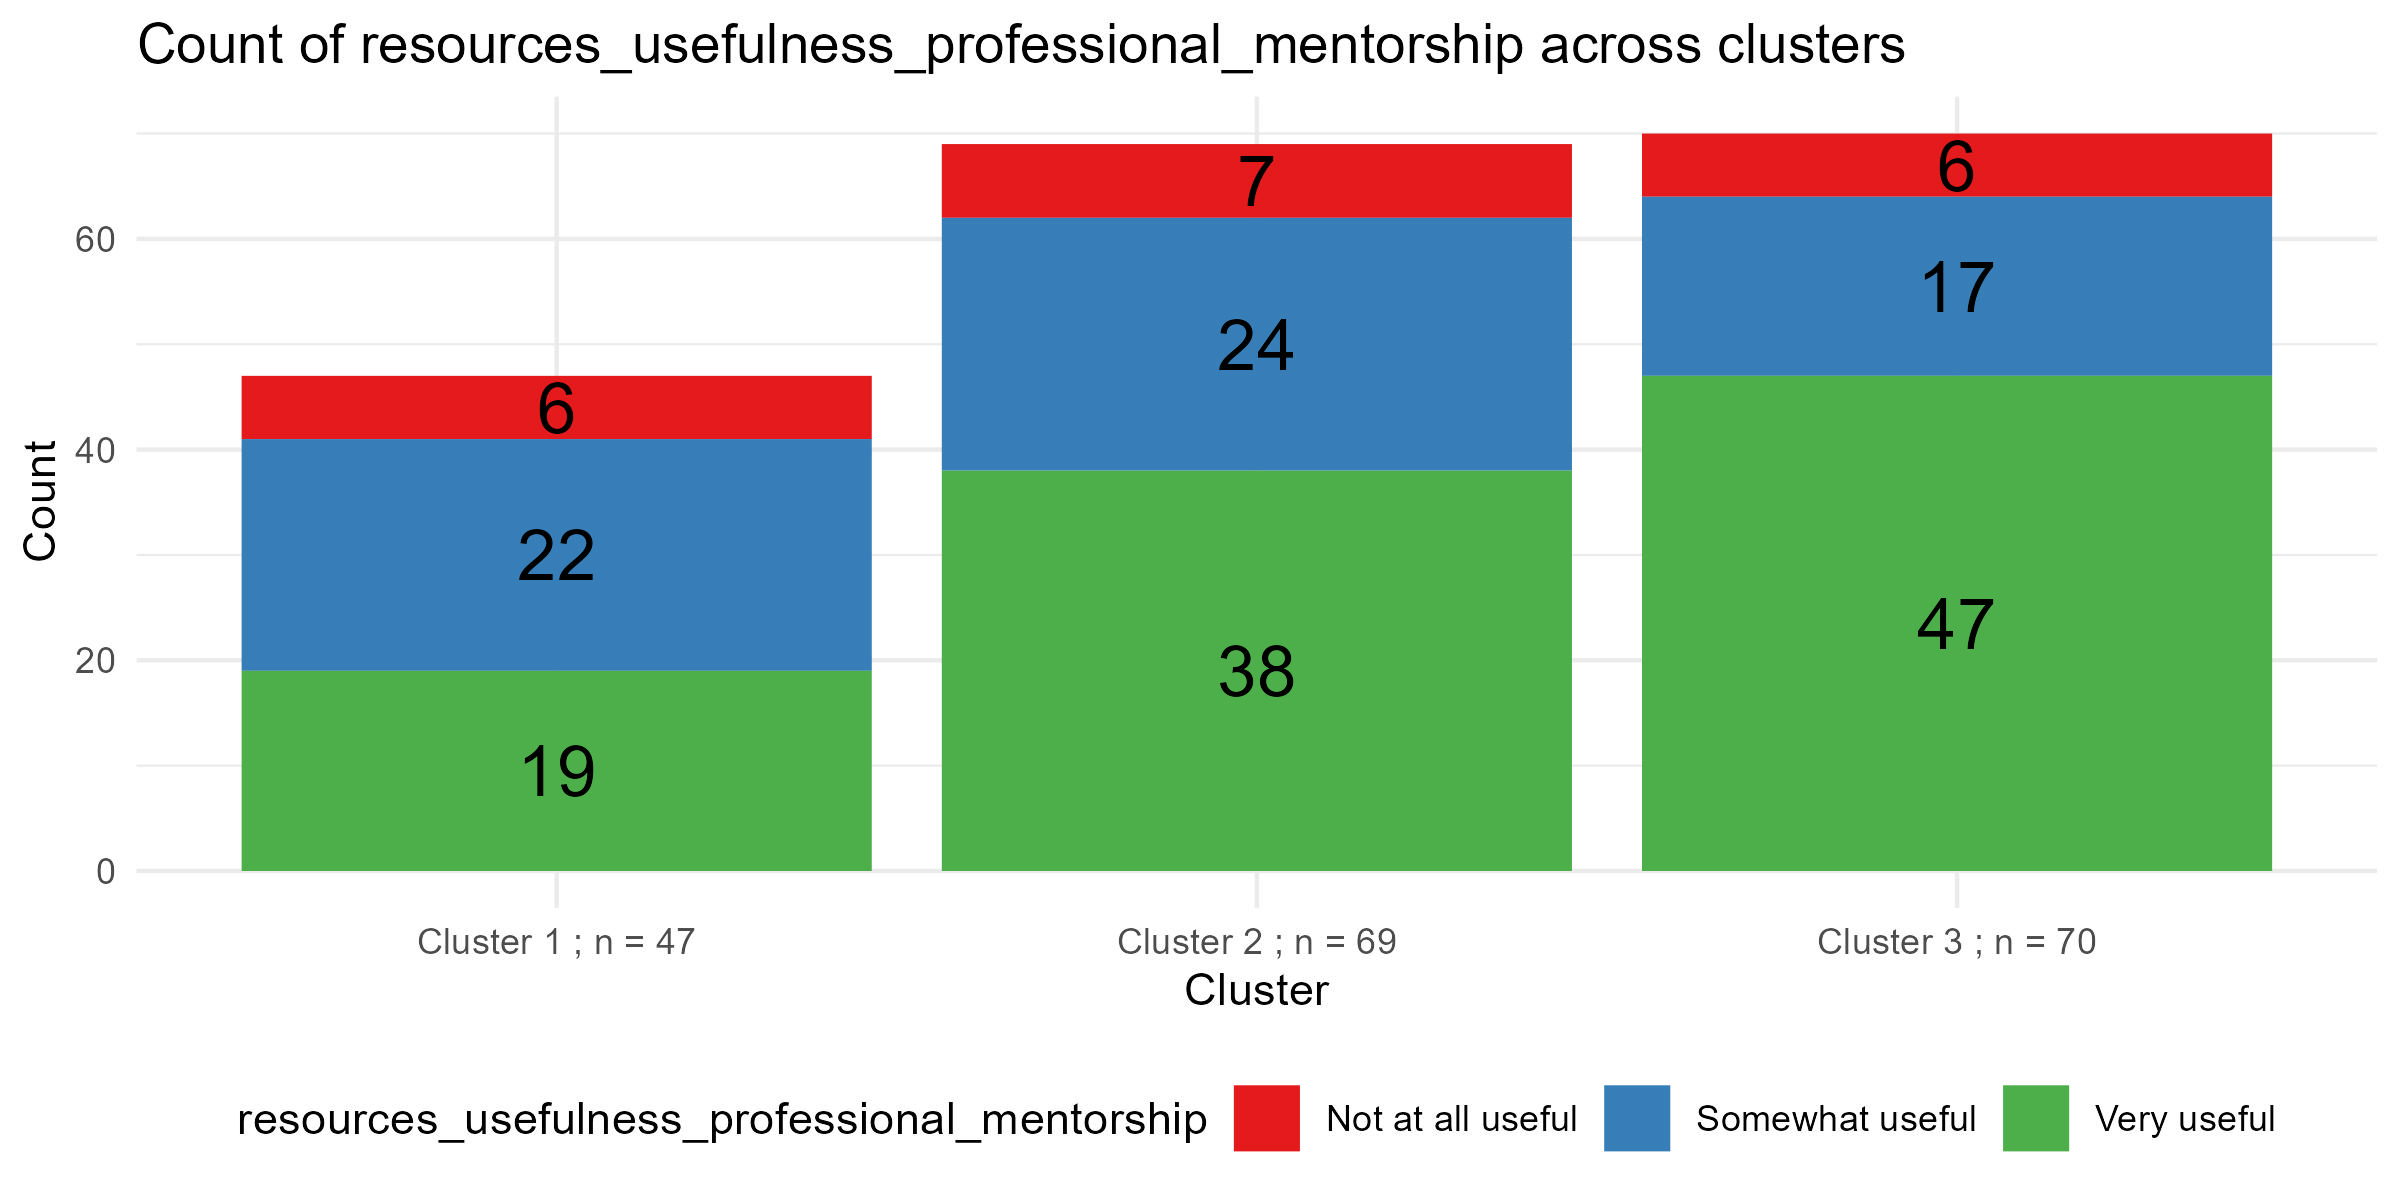 Count of resources_usefulness_professional_mentorship across clusters
Count
60
40
20
0
6
22
19
7
24
38
6
17
47
Cluster 1 ; n = 47
Cluster 2 ; n = 69
Cluster 3 ; n = 70
Cluster
resources_usefulness_professional_mentorship Not at all useful Somewhat useful Very useful